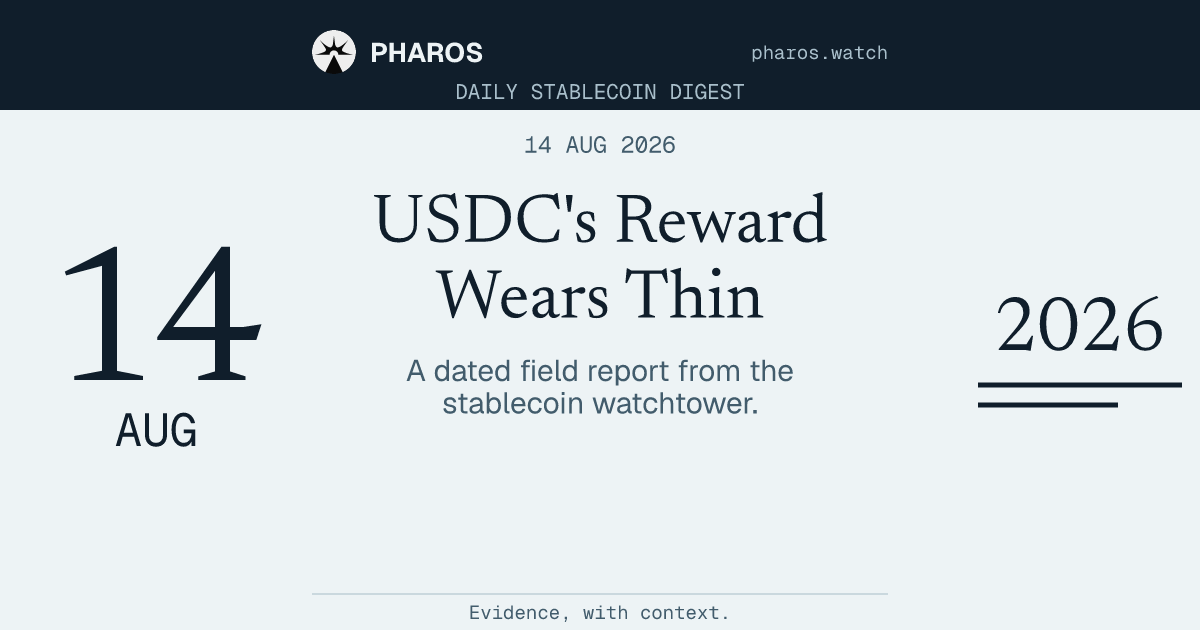 PHAROS
pharos.watch
DAILY STABLECOIN DIGEST
14 AUG 2026
USDC's Reward
Wears Thin
A dated field report from the
stablecoin watchtower.
14
AUG
2026
Evidence, with context.